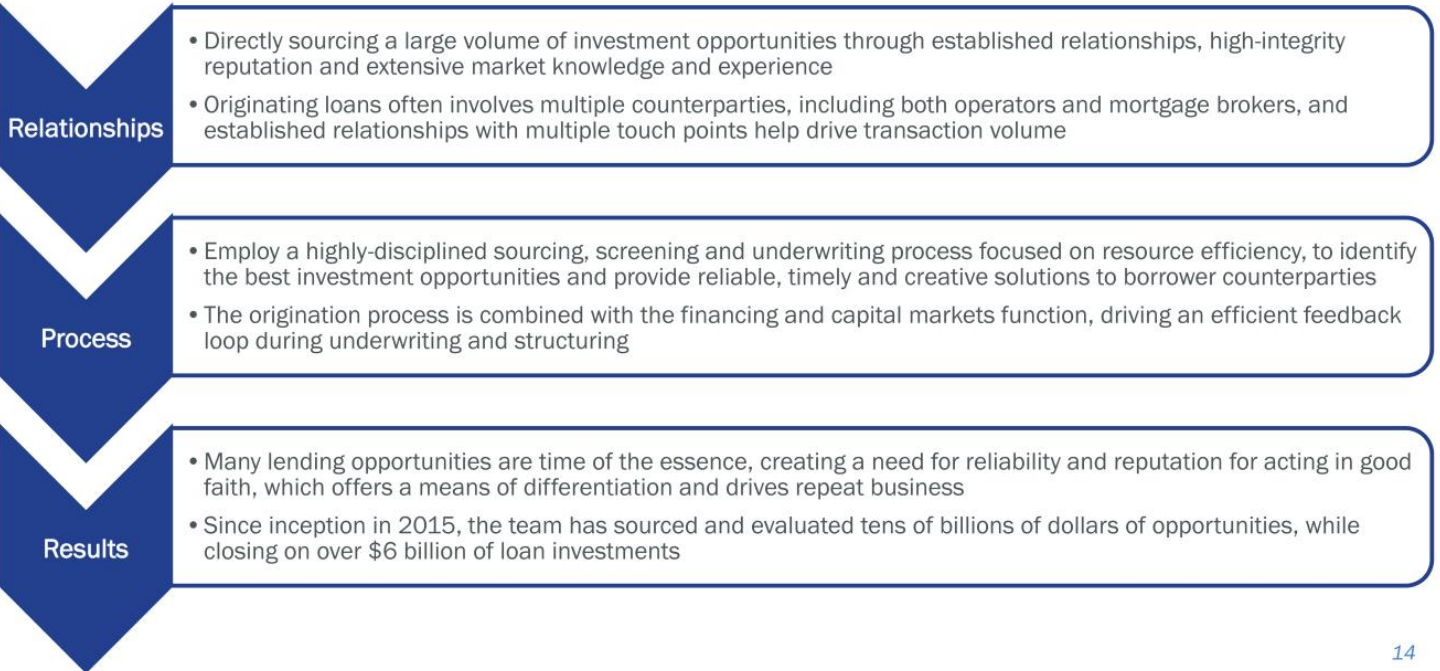 Relationships
• Directly sourcing a large volume of investment opportunities through established relationships, high-integrity
reputation and extensive market knowledge and experience
• Originating loans often involves multiple counterparties, including both operators and mortgage brokers, and
established relationships with multiple touch points help drive transaction volume
Process
• Employ a highly-disciplined sourcing, screening and underwriting process focused on resource efficiency, to identify
the best investment opportunities and provide reliable, timely and creative solutions to borrower counterparties
• The origination process is combined with the financing and capital markets function, driving an efficient feedback
loop during underwriting and structuring
Results
• Many lending opportunities are time of the essence, creating a need for reliability and reputation for acting in good
faith, which offers a means of differentiation and drives repeat business
• Since inception in 2015, the team has sourced and evaluated tens of billions of dollars of opportunities, while
closing on over $6 billion of loan investments
14